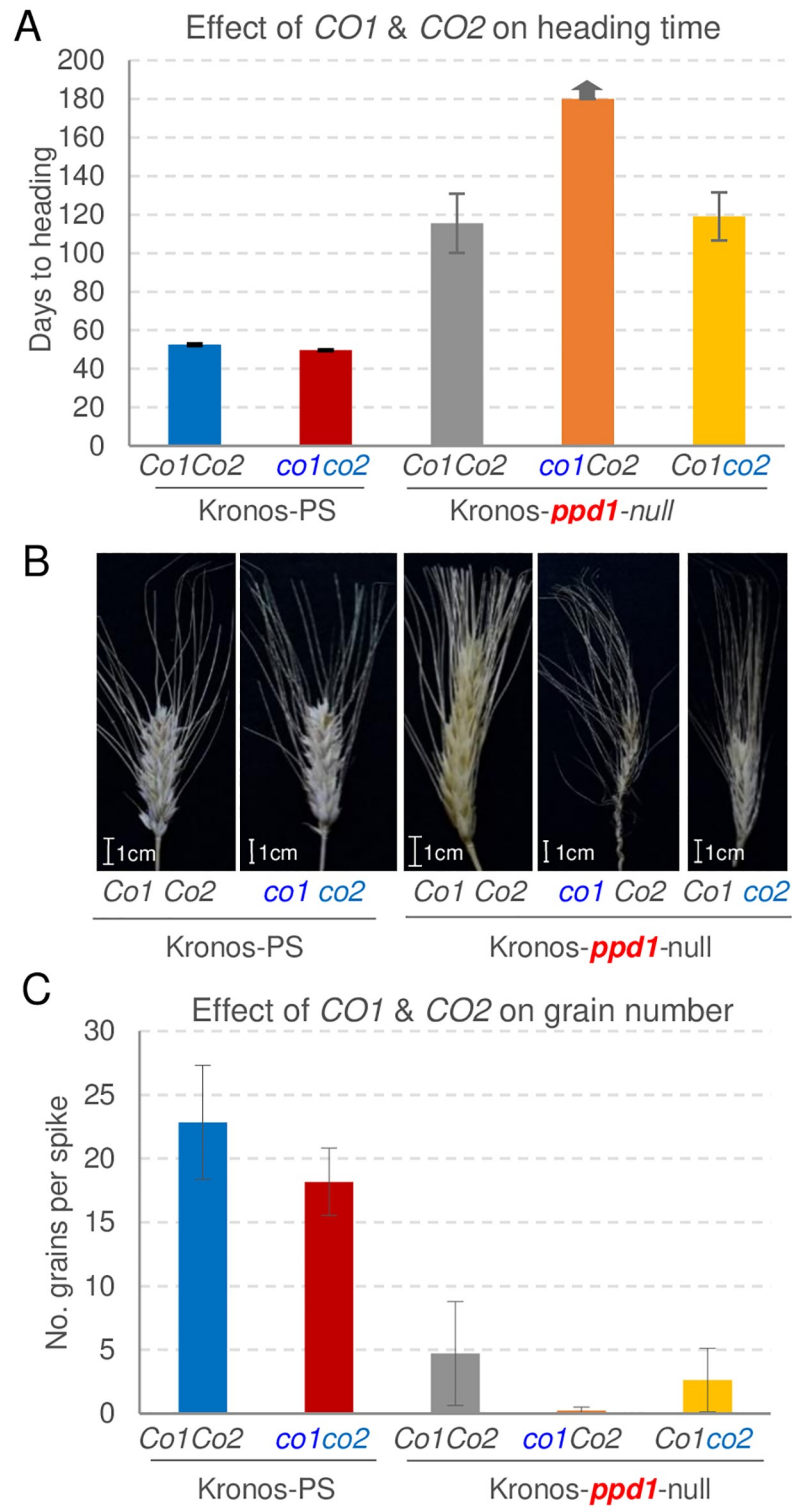 A
Effect of CO1 & CO2 on heading time
Days to heading
200
180
160
140
120
100
80
60
40
20
0
Co1Co2 co1co2 Co1Co2 co1Co2 Co1co2
Kronos-PS Kronos-ppd1-null
B
1cm 1cm 1cm 1cm 1cm
Co1 Co2 co1 co2 Co1 Co2 co1 Co2 Co1 co2
Kronos-PS Kronos-ppd1-null
C
Effect of CO1 & CO2 on grain number
No. grains per spike
30
25
20
15
10
5
0
Co1Co2 co1co2 Co1Co2 co1Co2 Co1co2
Kronos-PS Kronos-ppd1-null